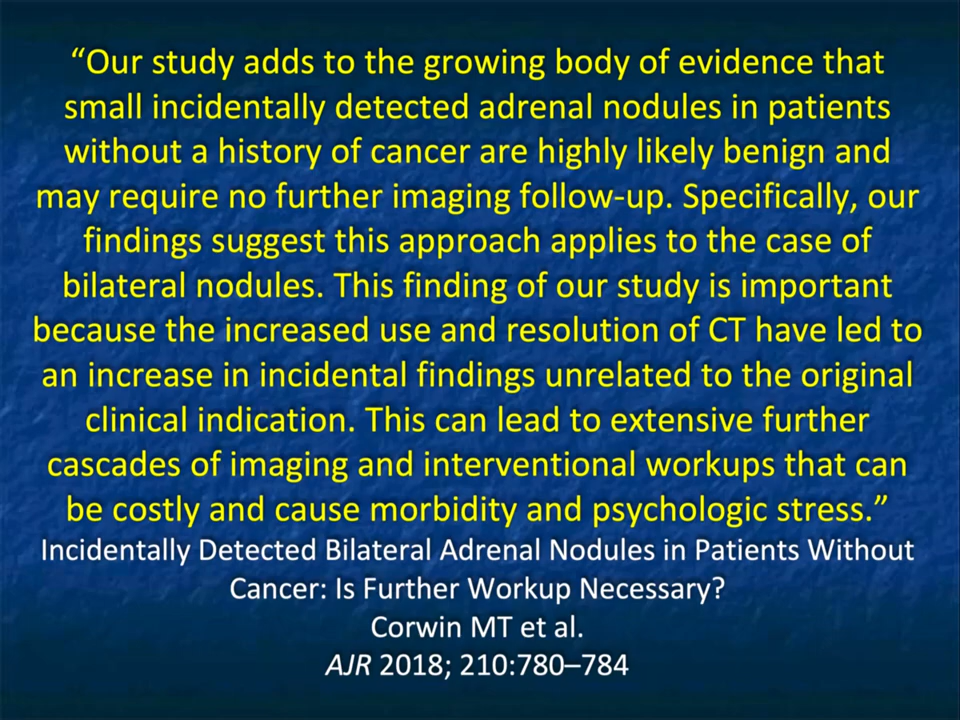 “Our study adds to the growing body of evidence that
small incidentally detected adrenal nodules in patients
without a history of cancer are highly likely benign and
may require no further imaging follow-up. Specifically, our
findings suggest this approach applies to the case of
bilateral nodules. This finding of our study is important
because the increased use and resolution of CT have led to
an increase in incidental findings unrelated to the original
clinical indication. This can lead to extensive further
cascades of imaging and interventional workups that can
be costly and cause morbidity and psychologic stress.”
Incidentally Detected Bilateral Adrenal Nodules in Patients Without
Cancer: Is Further Workup Necessary?
Corwin MT et al.
AJR 2018; 210:780–784